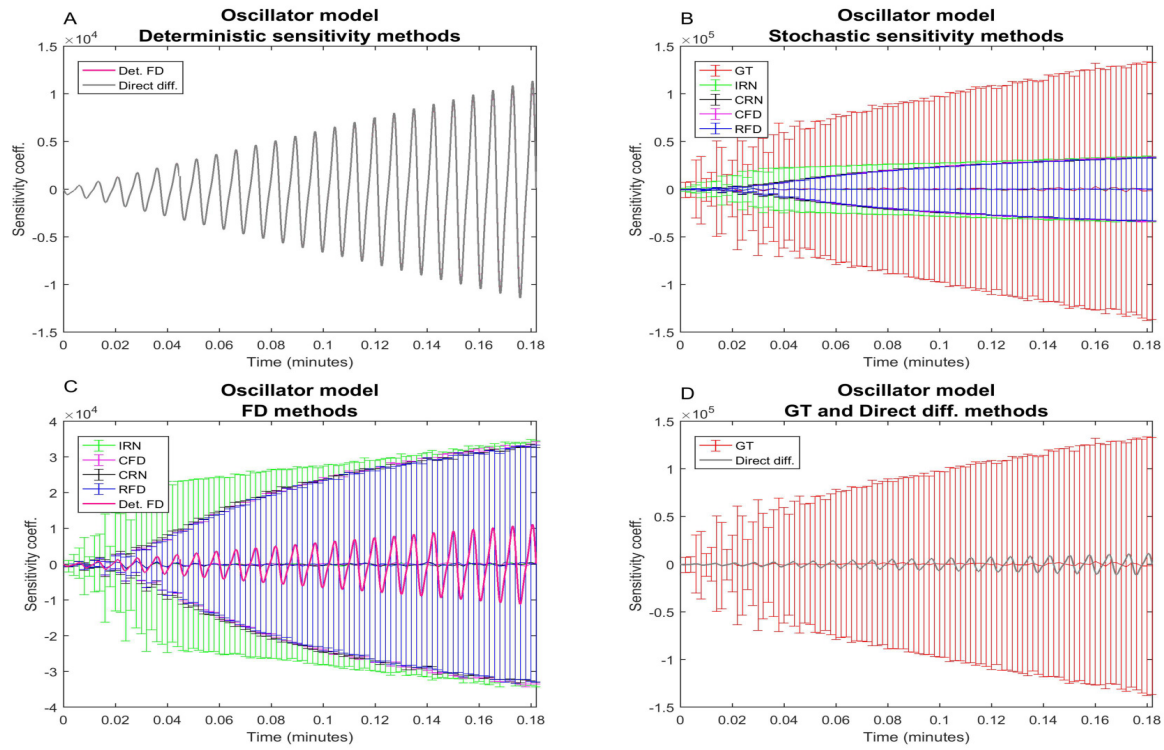 A
Oscillator model
Deterministic sensitivity methods
×10⁴
1.5
1
0.5
0
-0.5
-1
-1.5
Sensitivity coeff.
Det. FD
Direct diff.
0 0.02 0.04 0.06 0.08 0.1 0.12 0.14 0.16 0.18
Time (minutes)
B
Oscillator model
Stochastic sensitivity methods
×10⁵
1.5
1
0.5
0
-0.5
-1
-1.5
Sensitivity coeff.
GT
IRN
CRN
CFD
RFD
0 0.02 0.04 0.06 0.08 0.1 0.12 0.14 0.16 0.18
Time (minutes)
C
Oscillator model
FD methods
×10⁴
4
3
2
1
0
-1
-2
-3
-4
Sensitivity coeff.
IRN
CFD
CRN
RFD
Det. FD
0 0.02 0.04 0.06 0.08 0.1 0.12 0.14 0.16 0.18
Time (minutes)
D
Oscillator model
GT and Direct diff. methods
×10⁵
1.5
1
0.5
0
-0.5
-1
-1.5
Sensitivity coeff.
GT
Direct diff.
0 0.02 0.04 0.06 0.08 0.1 0.12 0.14 0.16 0.18
Time (minutes)